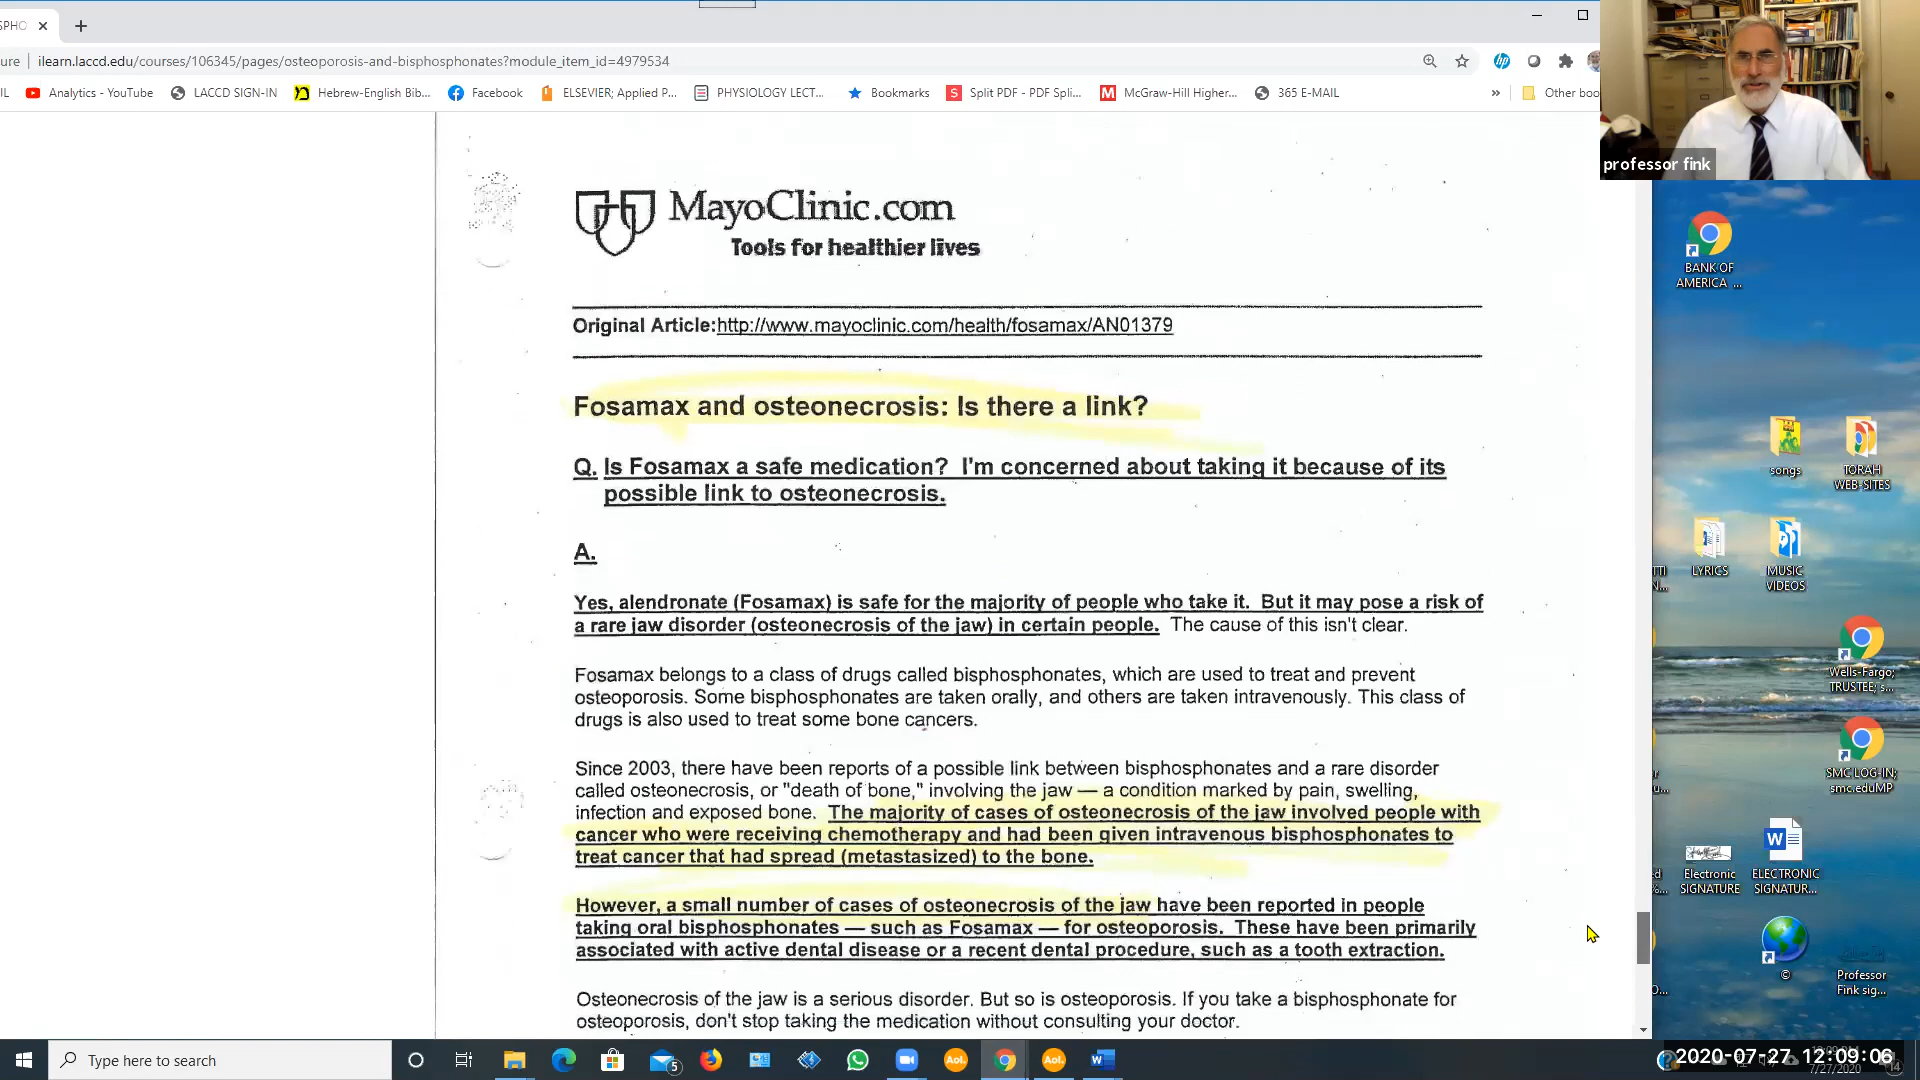 SPHO
ure
ilearn.laccd.edu/courses/106345/pages/osteoporosis-and-bisphosphonates?module_item_id=4979534
IL
Analytics - YouTube
LACCD SIGN-IN
Hebrew-English Bib...
Facebook
ELSEVIER; Applied P...
PHYSIOLOGY LECT...
Bookmarks
Split PDF - PDF Spli...
McGraw-Hill Higher...
365 E-MAIL
»
Other boo
professor fink
MayoClinic.com
Tools for healthier lives
Original Article:http://www.mayoclinic.com/health/fosamax/AN01379
Fosamax and osteonecrosis: Is there a link?
Q. Is Fosamax a safe medication? I'm concerned about taking it because of its
possible link to osteonecrosis.
A.
Yes, alendronate (Fosamax) is safe for the majority of people who take it. But it may pose a risk of
a rare jaw disorder (osteonecrosis of the jaw) in certain people. The cause of this isn't clear.
Fosamax belongs to a class of drugs called bisphosphonates, which are used to treat and prevent
osteoporosis. Some bisphosphonates are taken orally, and others are taken intravenously. This class of
drugs is also used to treat some bone cancers.
Since 2003, there have been reports of a possible link between bisphosphonates and a rare disorder
called osteonecrosis, or "death of bone," involving the jaw — a condition marked by pain, swelling,
infection and exposed bone. The majority of cases of osteonecrosis of the jaw involved people with
cancer who were receiving chemotherapy and had been given intravenous bisphosphonates to
treat cancer that had spread (metastasized) to the bone.
However, a small number of cases of osteonecrosis of the jaw have been reported in people
taking oral bisphosphonates — such as Fosamax — for osteoporosis. These have been primarily
associated with active dental disease or a recent dental procedure, such as a tooth extraction.
Osteonecrosis of the jaw is a serious disorder. But so is osteoporosis. If you take a bisphosphonate for
osteoporosis, don't stop taking the medication without consulting your doctor.
BANK OF
AMERICA ...
songs
TORAH
WEB-SITES
TTI
N...
LYRICS
MUSIC
VIDEOS
Wells-Fargo;
TRUSTEE; s...
SMC LOG-IN;
smc.eduMP
r
u...
ed
%...
Electronic
SIGNATURE
ELECTRONIC
SIGNATUR...
O...
©
Professor
Fink sig...
Type here to search
5
Aol.
Aol.
2020-07-27, 12:09:06
7/27/2020
14